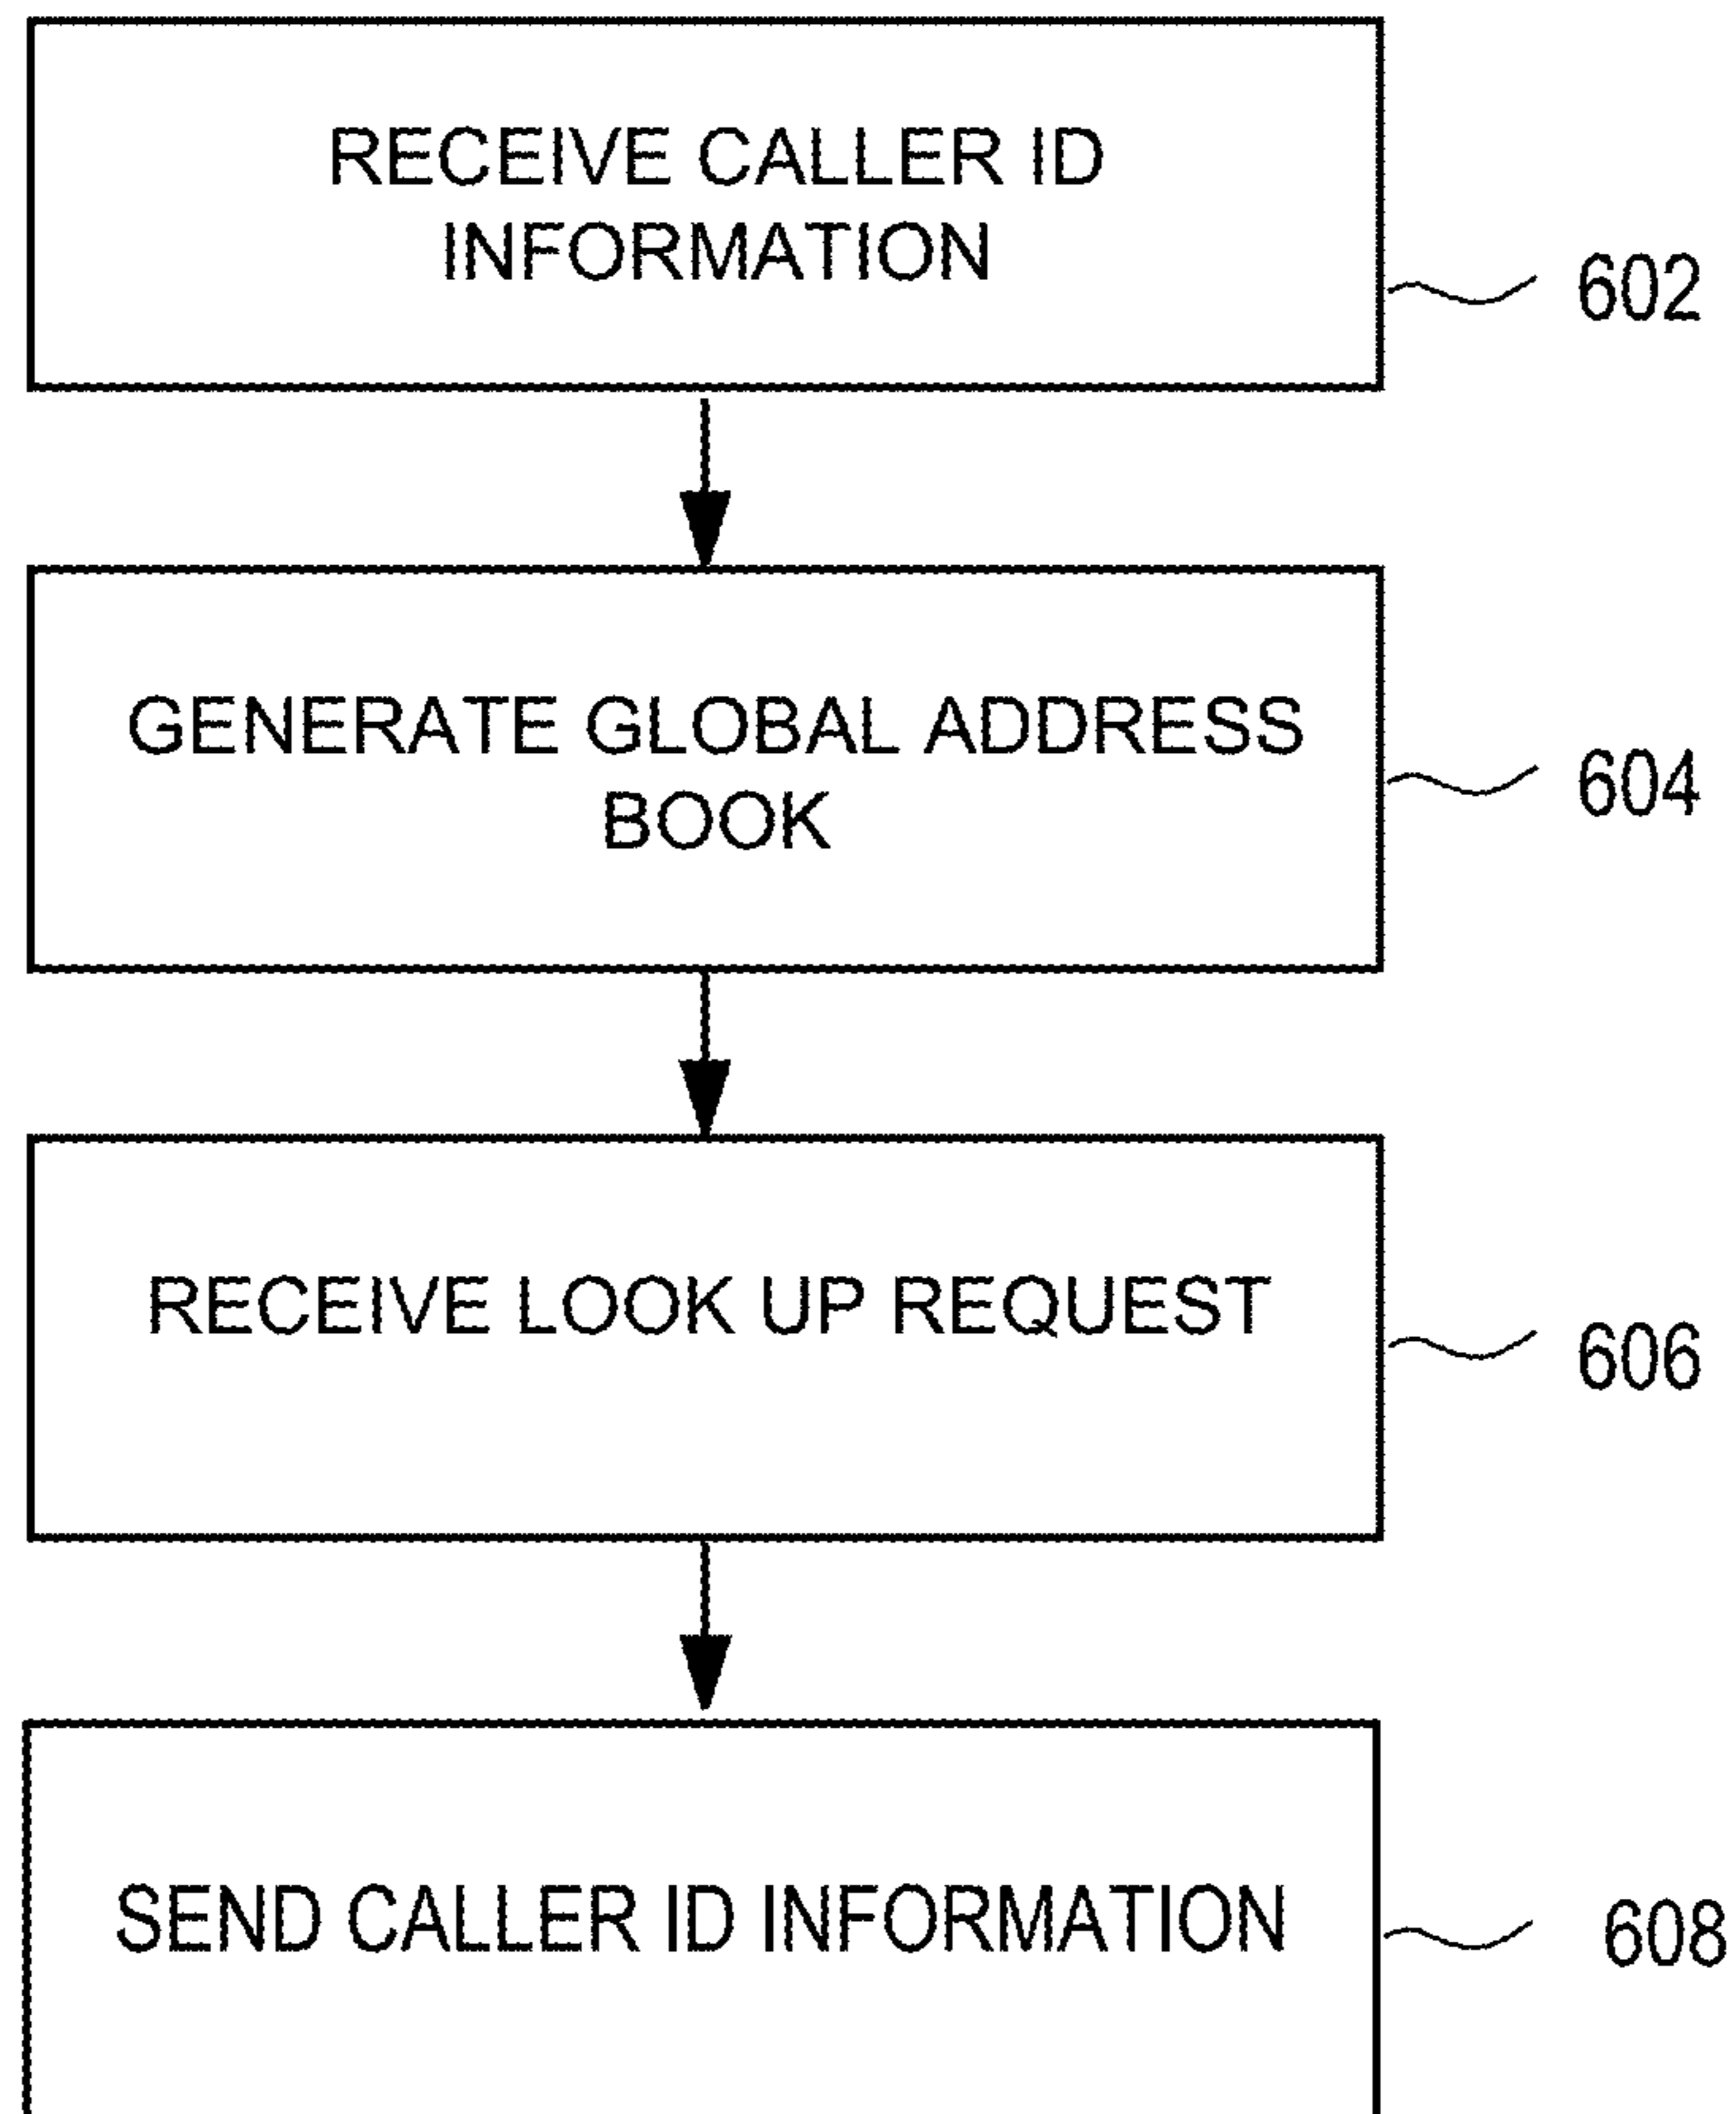 RECEIVE CALLER ID
INFORMATION
602
GENERATE GLOBAL ADDRESS
BOOK
604
RECEIVE LOOK UP REQUEST
606
SEND CALLER ID INFORMATION
608